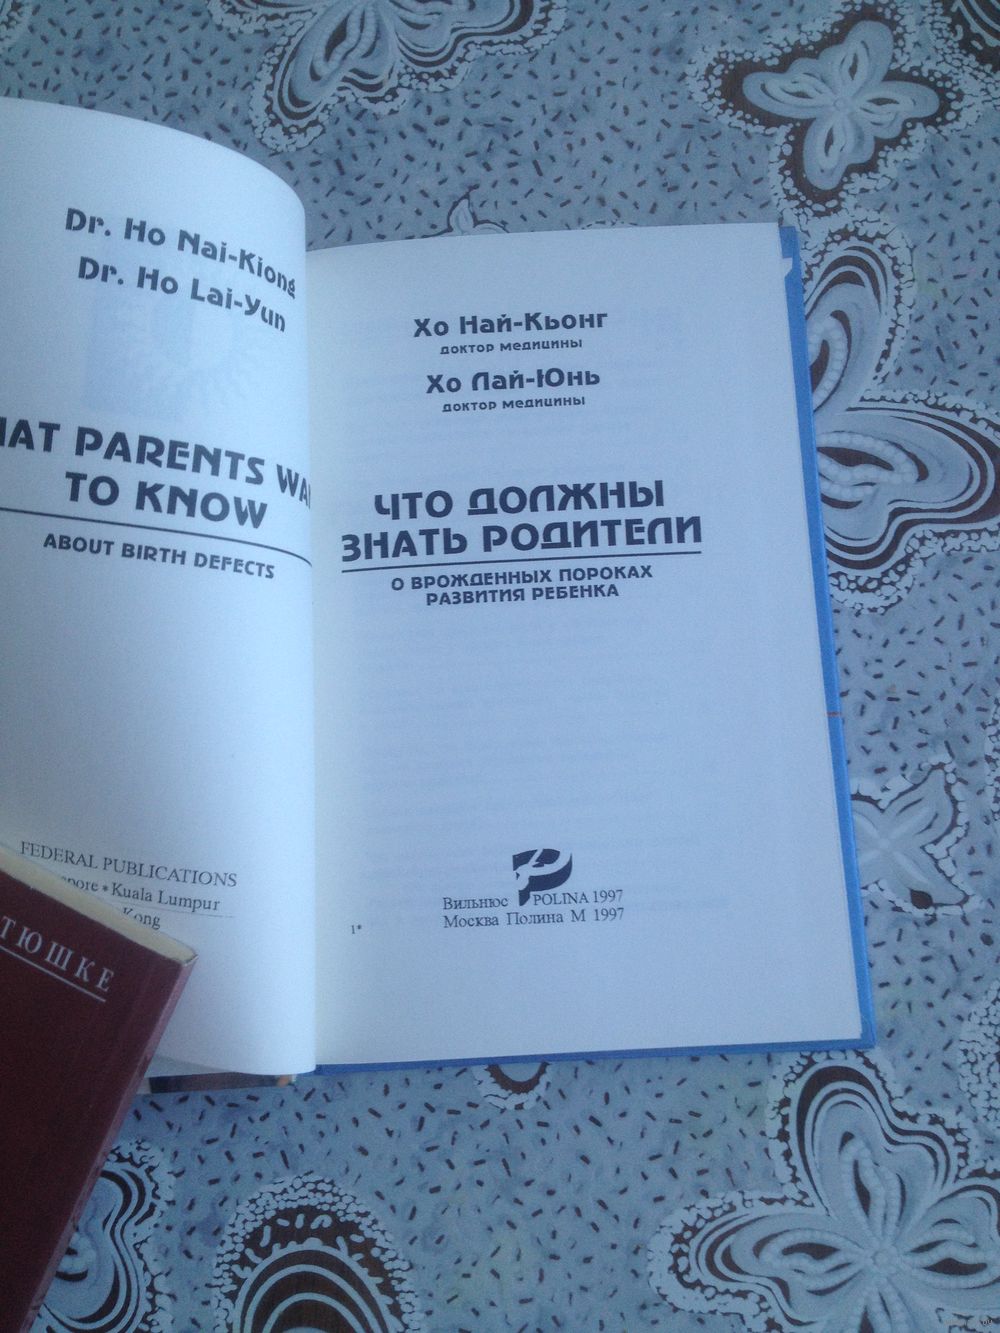 Dr. Ho Nai-Kiong
Dr. Ho Lai-Yun
PARENTS
TO KNOW
ABOUT BIRTH DEFECTS
FEDERAL PUBLICATIONS
Kuala Lumpur
Kong
Хо Най-Кьонг
доктор медицины
Хо Лай-Юнь
доктор медицины
ЧТО ДОЛЖНЫ
ЗНАТЬ РОДИТЕЛИ
О ВРОЖДЕННЫХ ПОРОКАХ
РАЗВИТИЯ РЕБЕНКА
Вильнюс POLINA 1997
Москва Полина М 1997
1*